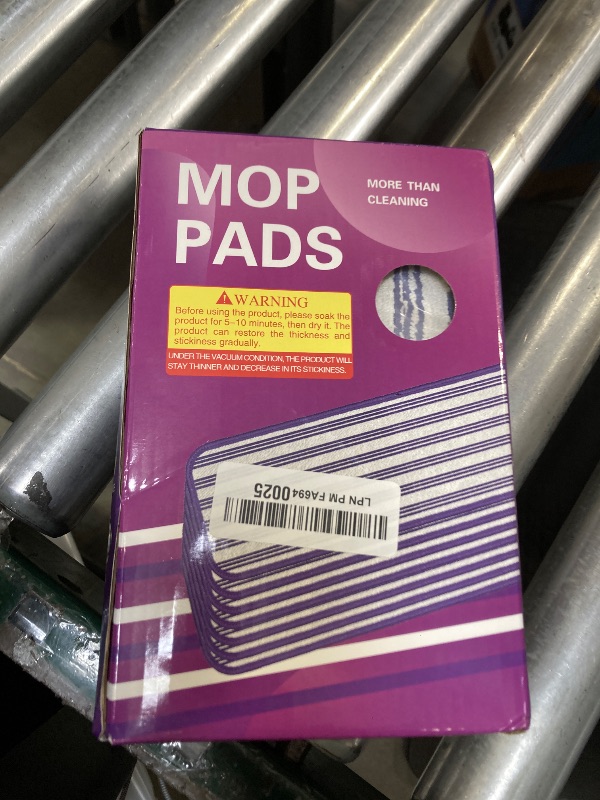 MOP
PADS
MORE THAN
CLEANING
WARNING
Before using the product, please soak the
product for 5–10 minutes, then dry it. The
product can restore the thickness and
stickiness gradually.
UNDER THE VACUUM CONDITION, THE PRODUCT WILL
STAY THINNER AND DECREASE IN ITS STICKINESS.
LPN PM FA694 0025